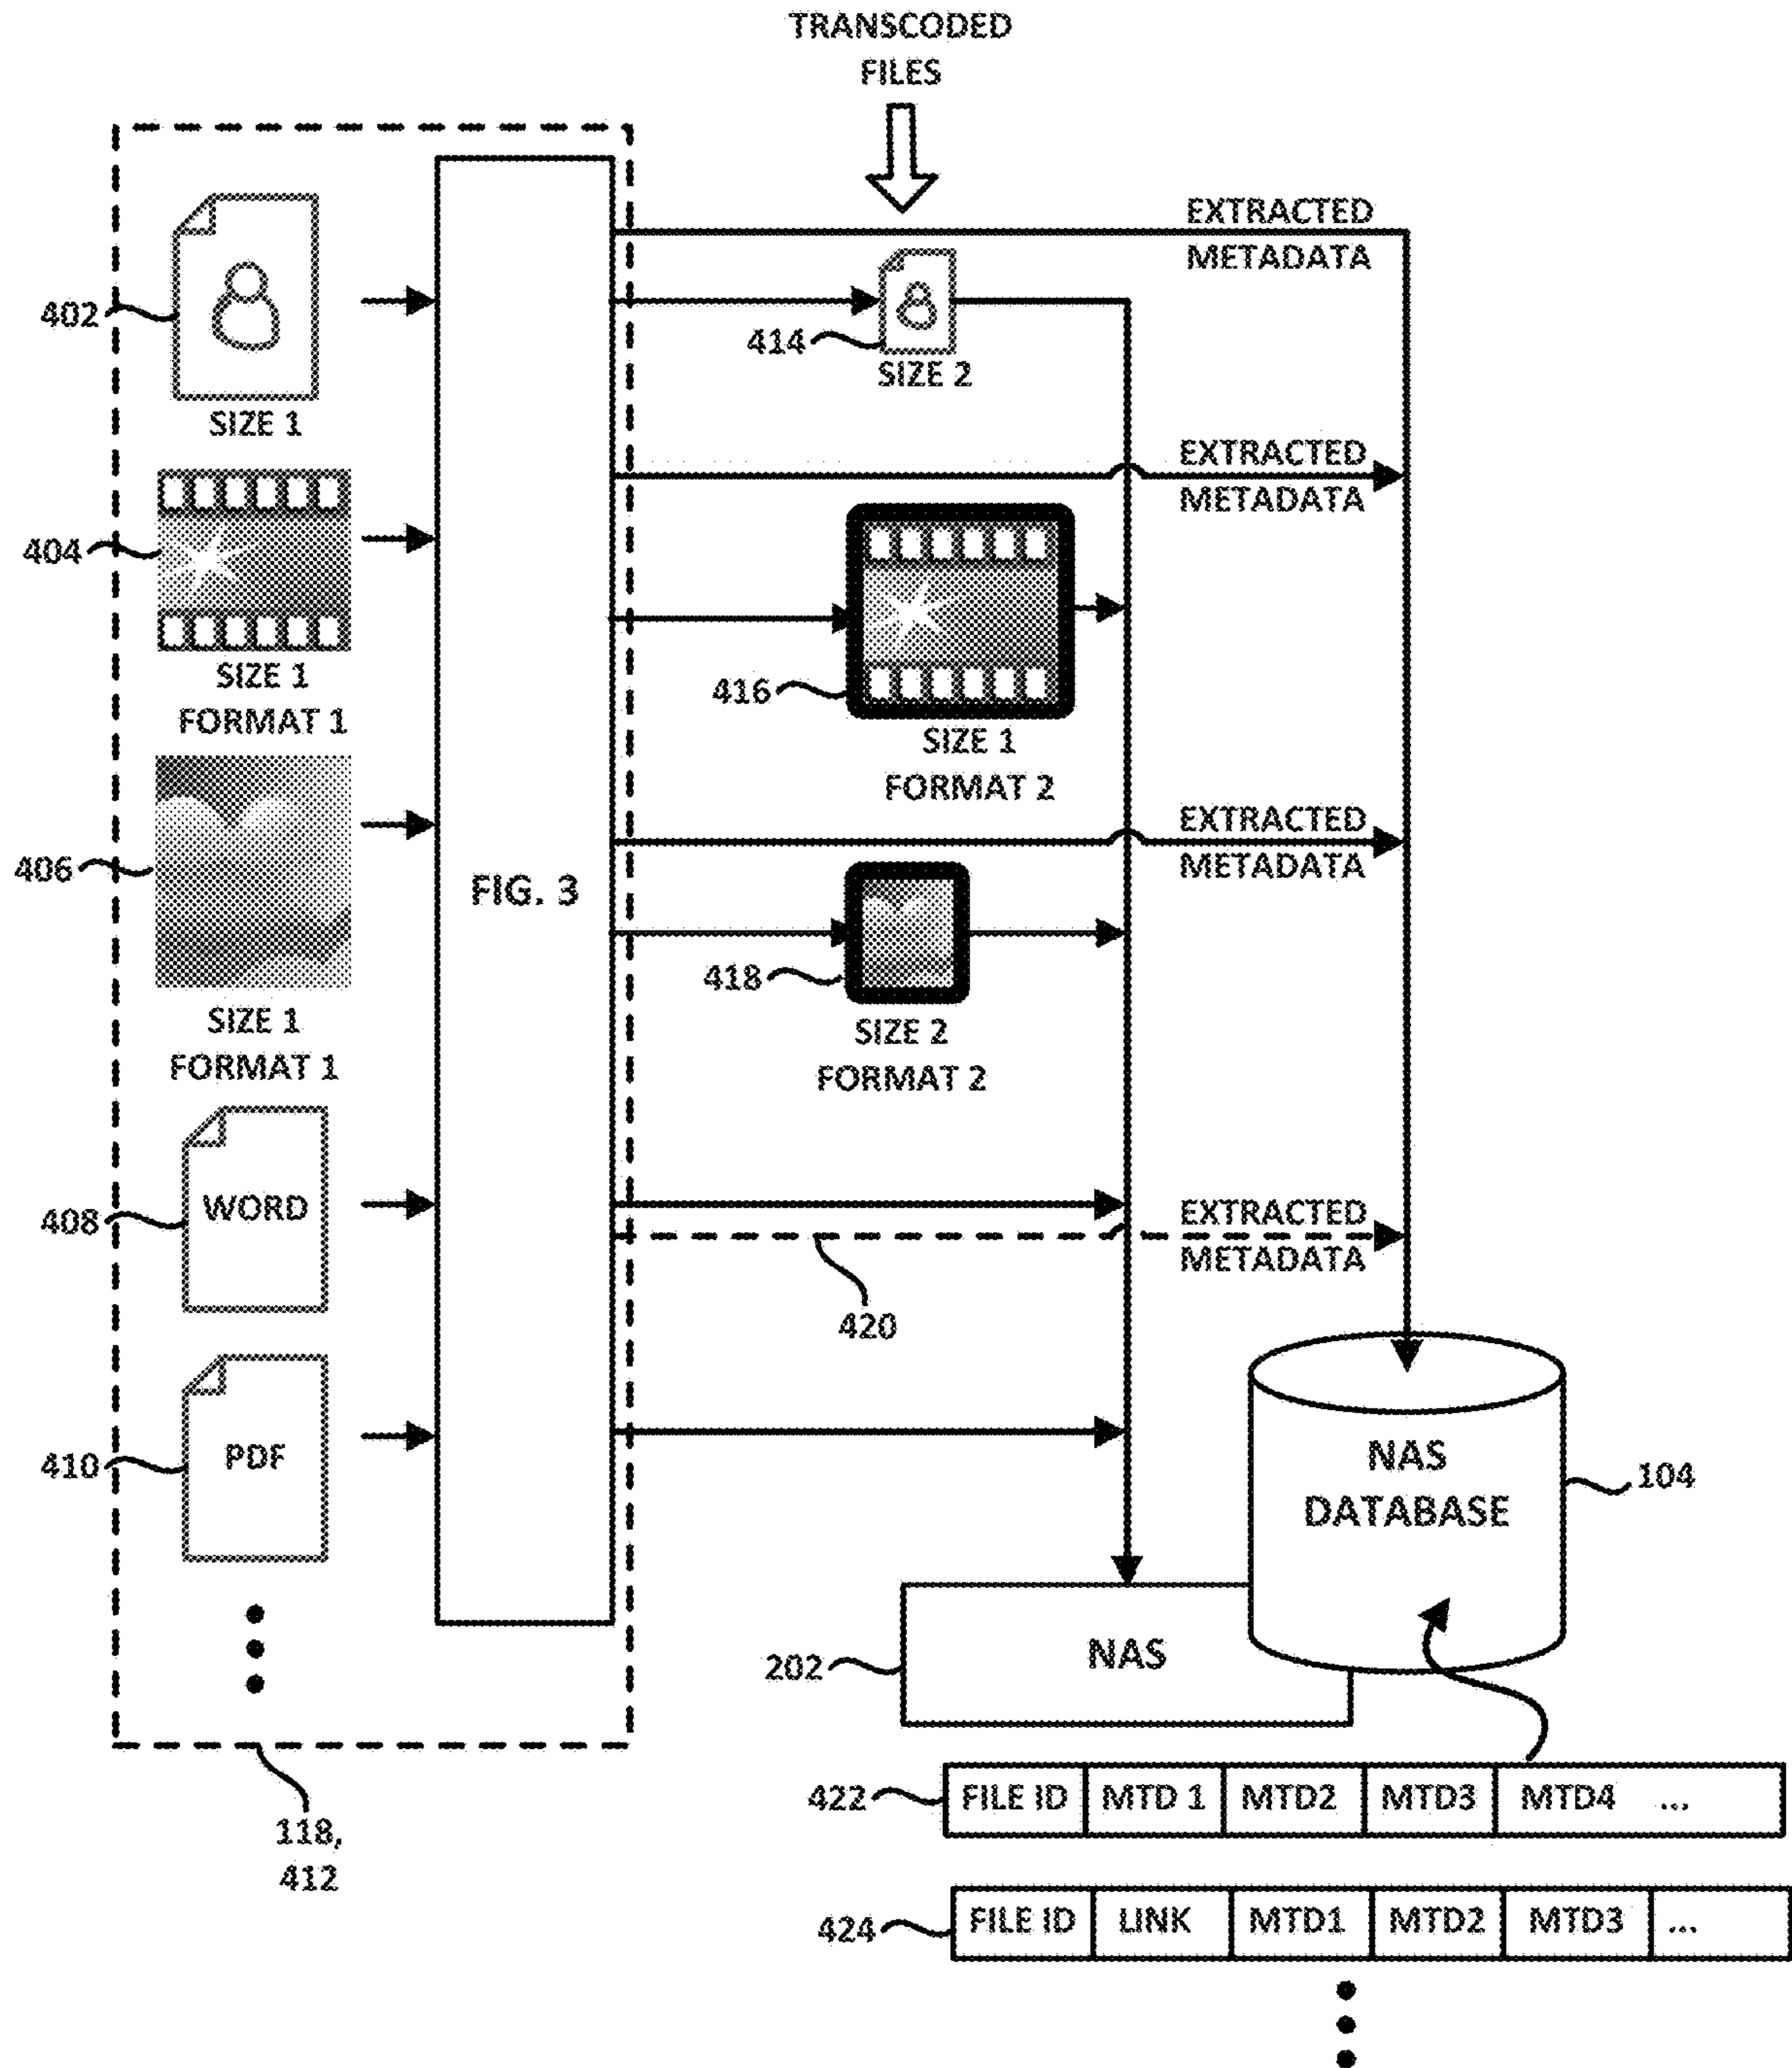 TRANSCODED
FILES
EXTRACTED
METADATA
402
414
SIZE 2
SIZE 1
EXTRACTED
METADATA
404
SIZE 1
FORMAT 1
416
SIZE 1
FORMAT 2
EXTRACTED
METADATA
406
FIG. 3
418
SIZE 1
FORMAT 1
SIZE 2
FORMAT 2
408
WORD
EXTRACTED
METADATA
420
410
PDF
NAS
DATABASE
104
202
NAS
118,
412
422
FILE ID MTD 1 MTD2 MTD3 MTD4 ...
424
FILE ID LINK MTD1 MTD2 MTD3 ...